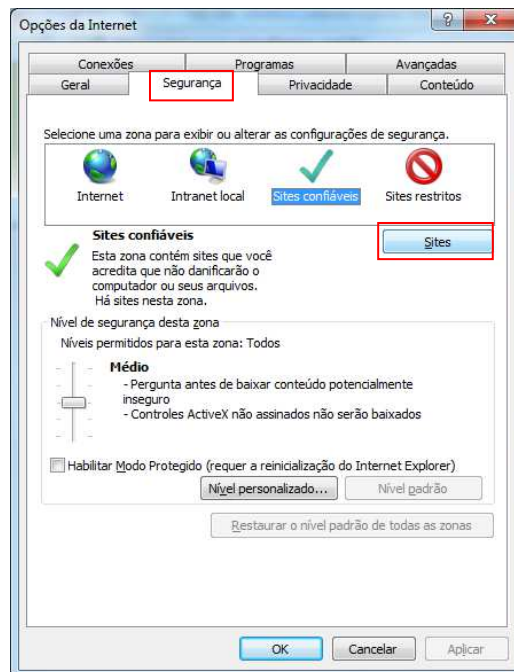 Opções da Internet
Conexões Programas Avançadas
Geral Segurança Privacidade Conteúdo
Selecione uma zona para exibir ou alterar as configurações de segurança.
Internet Intranet local Sites confiáveis Sites restritos
Sites confiáveis
Sites
Esta zona contém sites que você
acredita que não danificarão o
computador ou seus arquivos.
Há sites nesta zona.
Nível de segurança desta zona
Níveis permitidos para esta zona: Todos
Médio
- Pergunta antes de baixar conteúdo potencialmente
inseguro
- Controles ActiveX não assinados não serão baixados
Habilitar Modo Protegido (requer a reinicialização do Internet Explorer)
Nível personalizado... Nível padrão
Restaurar o nível padrão de todas as zonas
OK Cancelar Aplicar